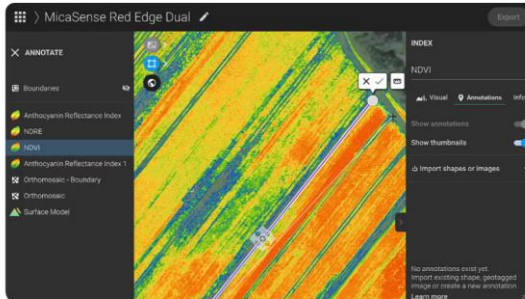 MicaSense Red Edge Dual
Export
ANNOTATE
Boundaries
Anthocyanin Reflectance Index
NDRE
NDVI
Anthocyanin Reflectance Index 1
Orthomosaic - Boundary
Orthomosaic
Surface Model
INDEX
NDVI
Visual
Annotations
Info
Show annotations
Show thumbnails
Import shapes or images
No annotations exist yet.
Import existing shape, geotagged
image or create a new annotation
Learn more